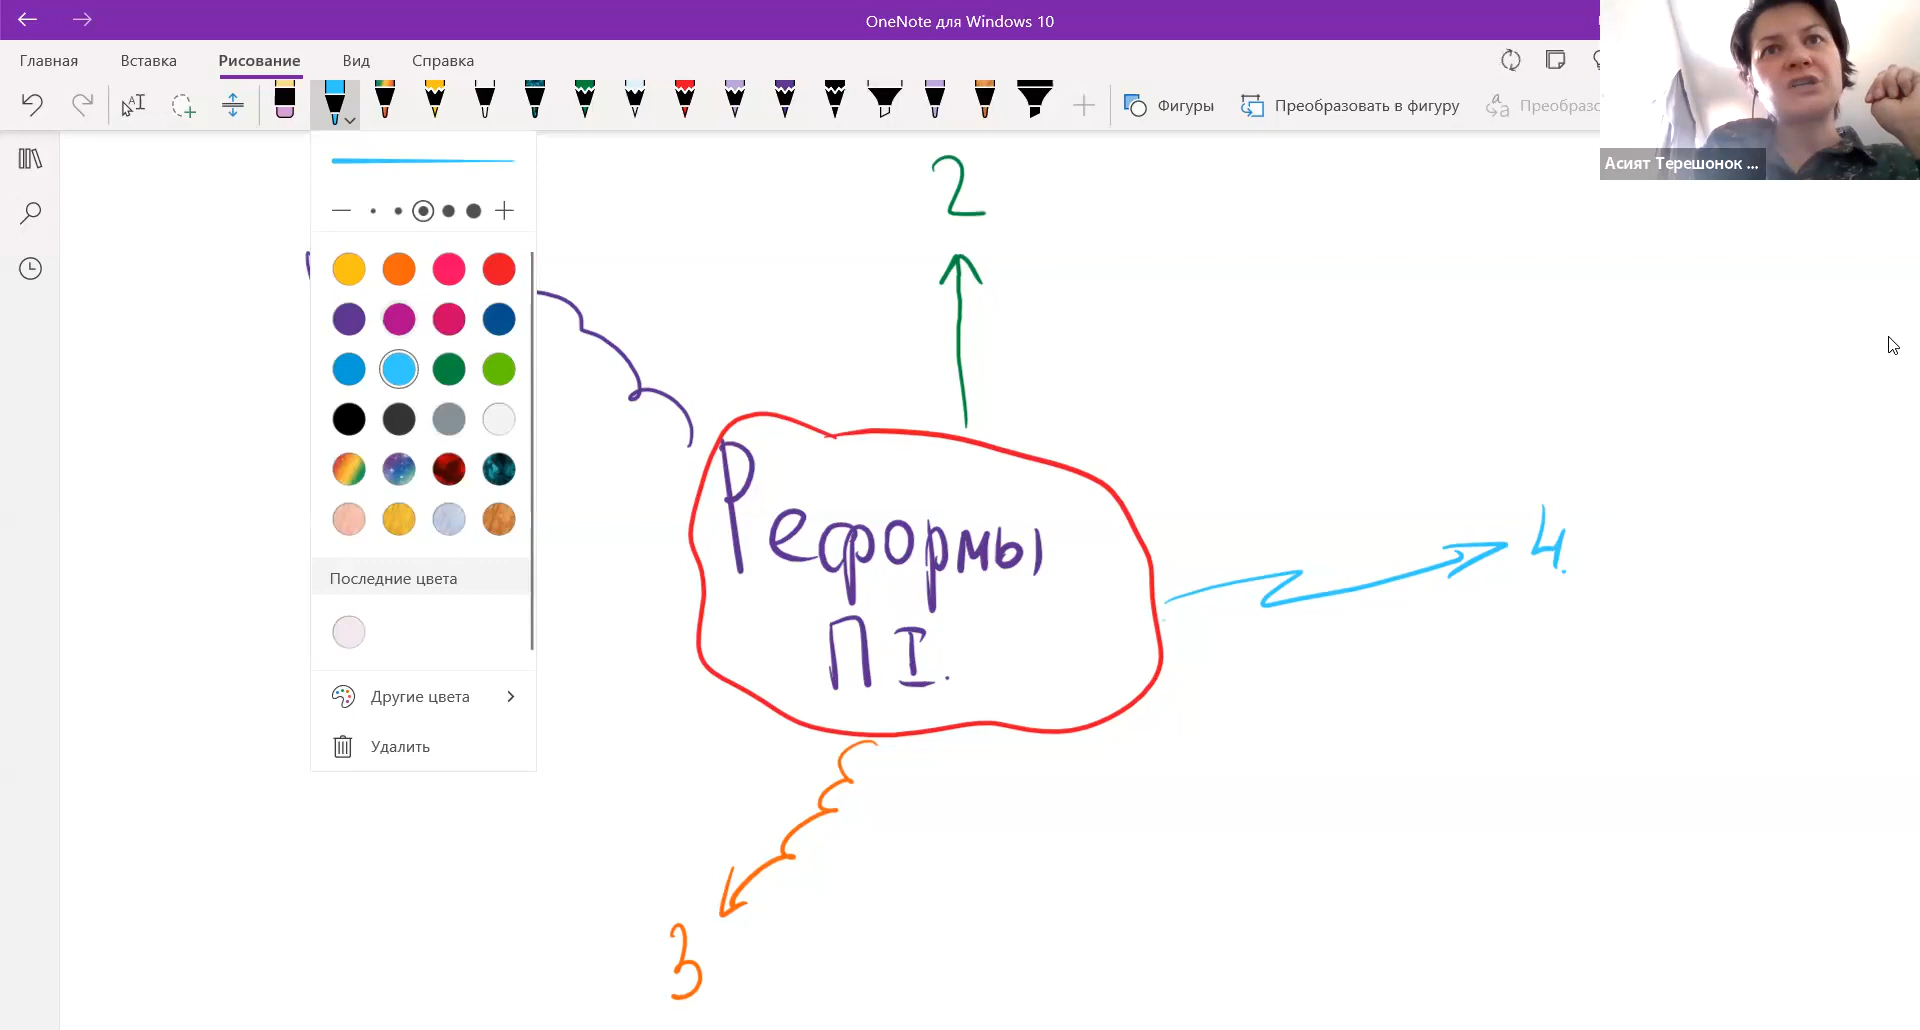 OneNote для Windows 10
Главная Вставка Рисование Вид Справка
Фигуры Преобразовать в фигуру Преобразо
Асият Терешонок ...
2
Реформы
П I.
4.
3
Последние цвета
Другие цвета
Удалить